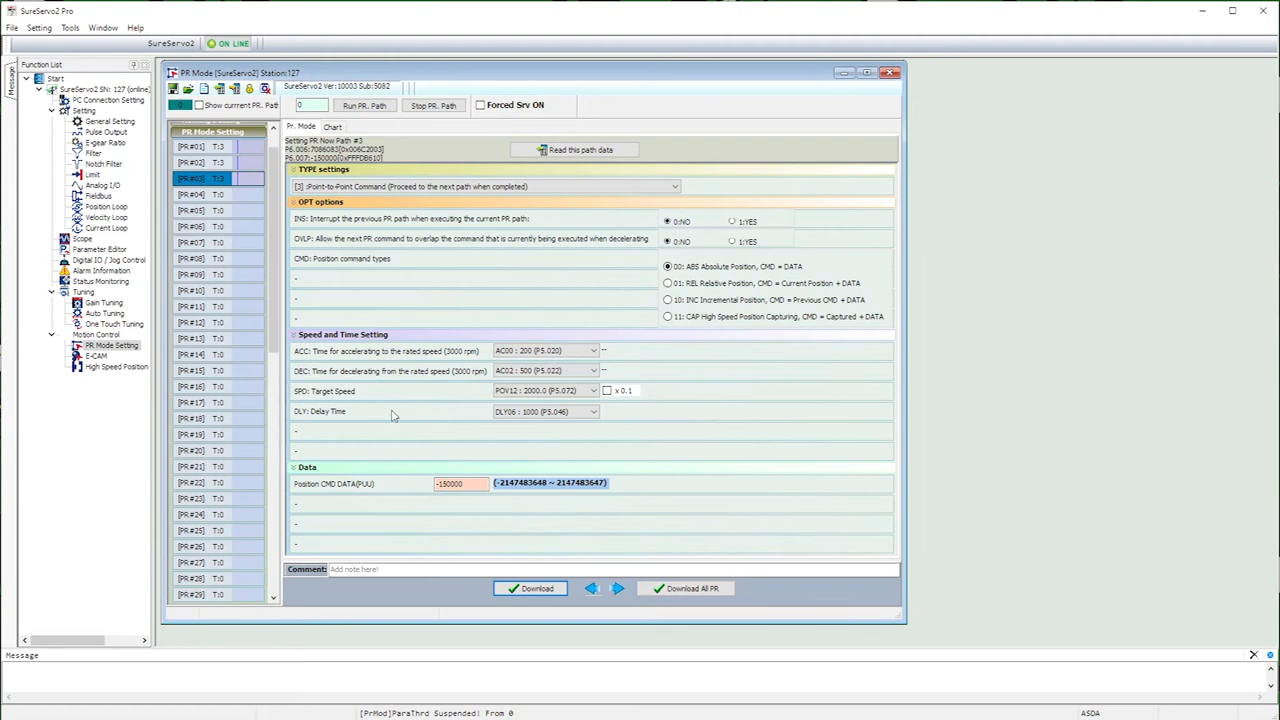 SureServo2 Pro
File Setting Tools Window Help
SureServo2 ON LINE
Message
Function List
Start
SureServo2 SN: 127 (online)
PC Connection Setting
Setting
General Setting
Pulse Output
E-gear Ratio
Filter
Notch Filter
Limit
Analog I/O
Fieldbus
Position Loop
Velocity Loop
Current Loop
Scope
Parameter Editor
Digital IO / Jog Control
Alarm Information
Status Monitoring
Tuning
Gain Tuning
Auto Tuning
One Touch Tuning
Motion Control
PR Mode Setting
E-CAM
High Speed Position
PR Mode [SureServo2] Station:127
SureServo2 Ver:10003 Sub:5082
0 Show currrent PR. Path 0 Run PR. Path Stop PR. Path Forced Srv ON
PR Mode Setting
[PR#01] T:3
[PR#02] T:3
[PR#03] T:3
[PR#04] T:0
[PR#05] T:0
[PR#06] T:0
[PR#07] T:0
[PR#08] T:0
[PR#09] T:0
[PR#10] T:0
[PR#11] T:0
[PR#12] T:0
[PR#13] T:0
[PR#14] T:0
[PR#15] T:0
[PR#16] T:0
[PR#17] T:0
[PR#18] T:0
[PR#19] T:0
[PR#20] T:0
[PR#21] T:0
[PR#22] T:0
[PR#23] T:0
[PR#24] T:0
[PR#25] T:0
[PR#26] T:0
[PR#27] T:0
[PR#28] T:0
[PR#29] T:0
Pr. Mode Chart
Setting PR Now Path #3
P6.006:7086083[0x006C2003]
P6.007:-150000[0xFFFDB610]
Read this path data
TYPE settings
[3] :Point-to-Point Command (Proceed to the next path when completed)
OPT options
INS: Interrupt the previous PR path when executing the current PR path: 0:NO 1:YES
OVLP: Allow the next PR command to overlap the command that is currently being executed when decelerating 0:NO 1:YES
CMD: Position command types
00: ABS Absolute Position, CMD = DATA
-
01: REL Relative Position, CMD = Current Position + DATA
-
10: INC Incremental Position, CMD = Previous CMD + DATA
-
11: CAP High Speed Position Capturing, CMD = Captured + DATA
Speed and Time Setting
ACC: Time for accelerating to the rated speed (3000 rpm) AC00 : 200 (P5.020) --
DEC: Time for decelerating from the rated speed (3000 rpm) AC02 : 500 (P5.022) --
SPD: Target Speed POV12 : 2000.0 (P5.072) x 0.1
DLY: Delay Time DLY06 : 1000 (P5.046)
-
-
Data
Position CMD DATA(PUU) -150000 (-2147483648 ~ 2147483647)
-
-
-
Comment: Add note here!
Download Download All PR
Message
[PrMod]ParaThrd Suspended! From 0 ASDA